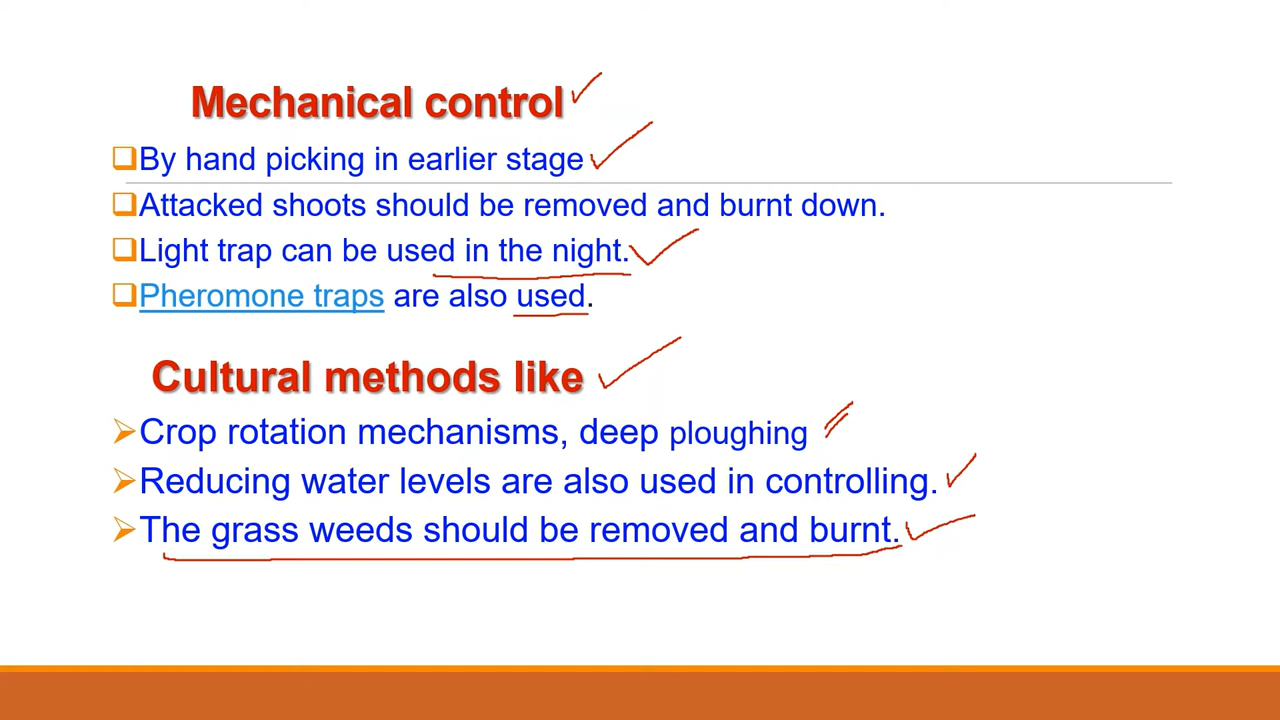 Mechanical control
By hand picking in earlier stage
Attacked shoots should be removed and burnt down.
Light trap can be used in the night.
Pheromone traps are also used.
Cultural methods like
Crop rotation mechanisms, deep ploughing
Reducing water levels are also used in controlling.
The grass weeds should be removed and burnt.